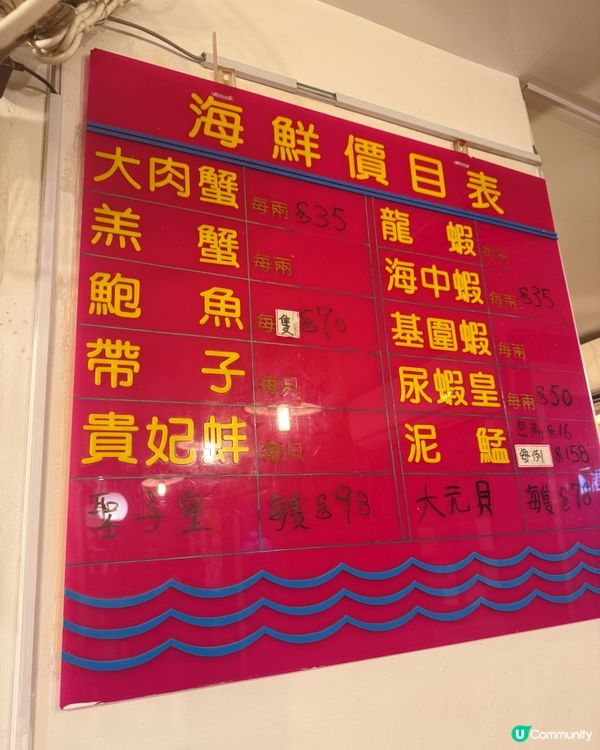 海鮮價目表
大肉蟹 每兩 $35
羔蟹 每兩
鮑魚 每隻 $70
帶子 每只
貴妃蚌 每只
聖子皇 每隻 $98
龍蝦 每兩
海中蝦 每兩 $35
基圍蝦 每兩
尿蝦皇 每兩 $50
泥鯭 每兩 $16
每例 $158
大元貝 每隻
U Community